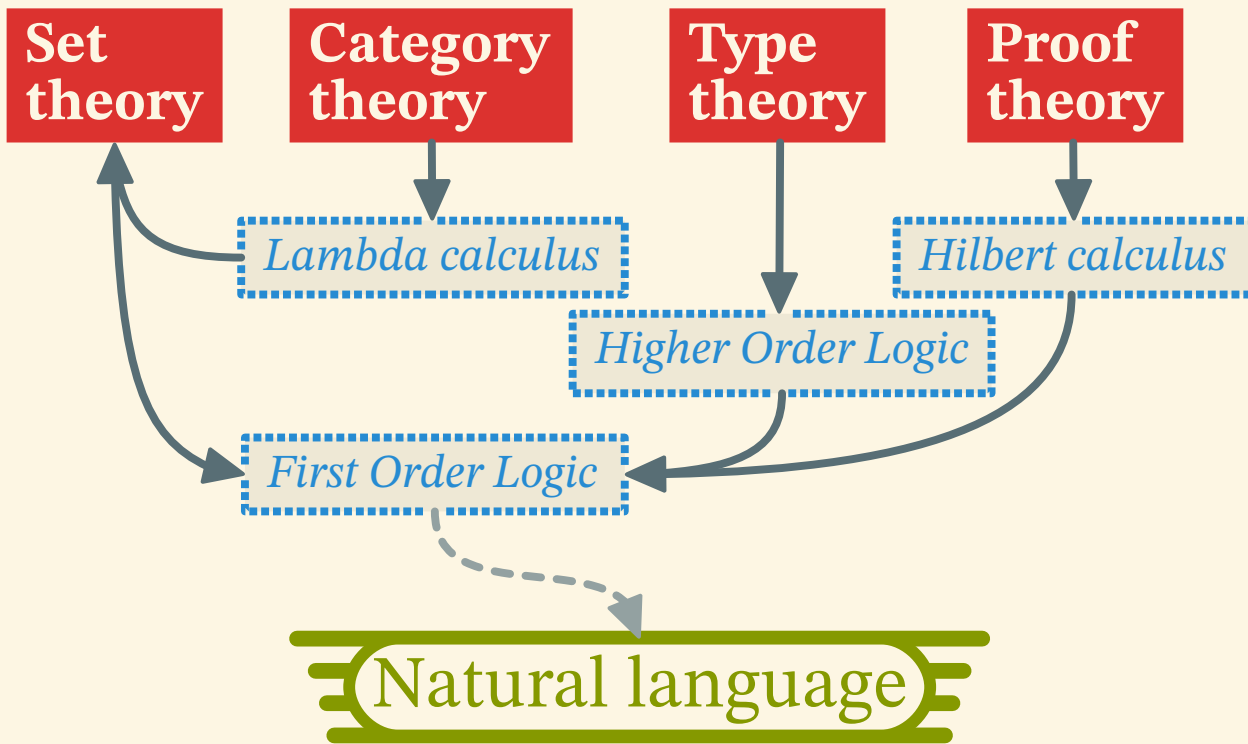 Set
theory
Category
theory
Type
theory
Proof
theory
Lambda calculus
Hilbert calculus
Higher Order Logic
First Order Logic
Natural language